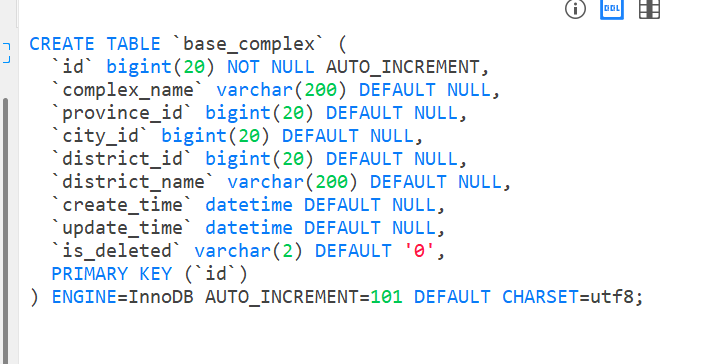 DDL
CREATE TABLE `base_complex` (
  `id` bigint(20) NOT NULL AUTO_INCREMENT,
  `complex_name` varchar(200) DEFAULT NULL,
  `province_id` bigint(20) DEFAULT NULL,
  `city_id` bigint(20) DEFAULT NULL,
  `district_id` bigint(20) DEFAULT NULL,
  `district_name` varchar(200) DEFAULT NULL,
  `create_time` datetime DEFAULT NULL,
  `update_time` datetime DEFAULT NULL,
  `is_deleted` varchar(2) DEFAULT '0',
  PRIMARY KEY (`id`)
) ENGINE=InnoDB AUTO_INCREMENT=101 DEFAULT CHARSET=utf8;